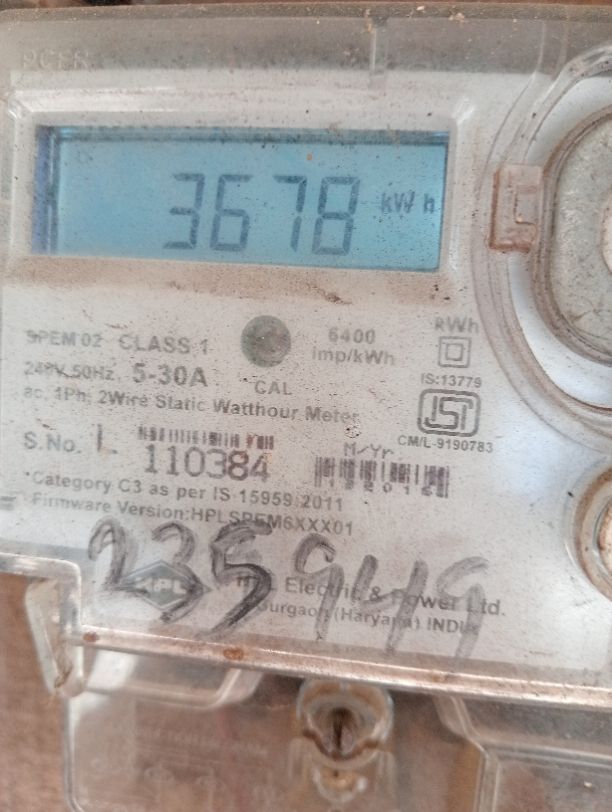 3678 kWh
SPEM 02 CLASS 1
6400
imp/kWh
kWh
240V, 50Hz, 5-30A
CAL
IS:13779
ac, 1Ph, 2Wire Static Watthour Meter
ISI
CM/L-9190783
S.No. L 110384
M/Yr
*Category C3 as per IS 15959:2011
Firmware Version:HPLSPEM6XXX01
235949
HPL
Electric & Power Ltd.
Gurgaon (Haryana) INDIA